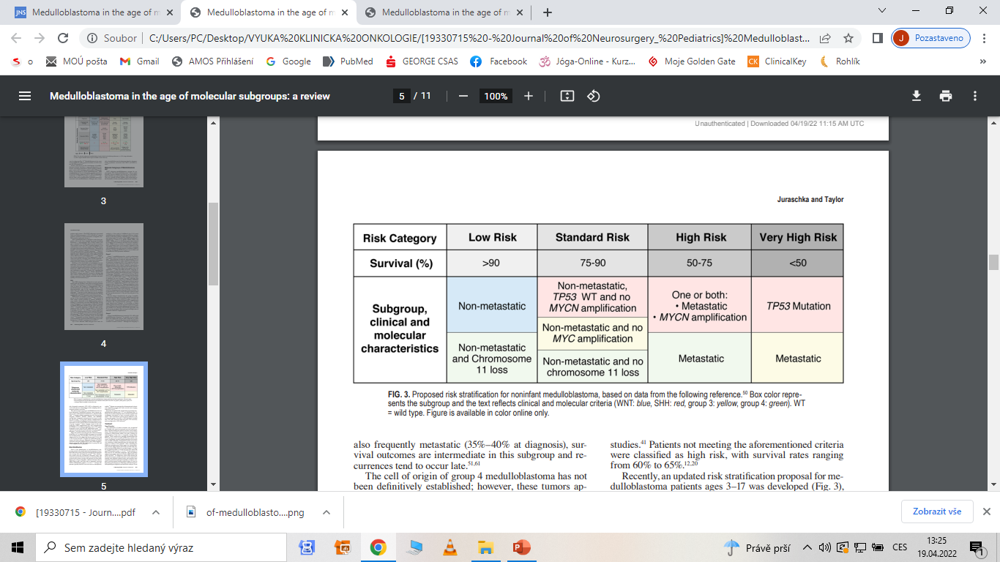 Medulloblastoma in the age of m
Medulloblastoma in the age of m
Medulloblastoma in the age of m
Soubor
C:/Users/PC/Desktop/VYUKA%20KLINICKA%20ONKOLOGIE/[19330715%20-%20Journal%20of%20Neurosurgery_%20Pediatrics]%20Medulloblast...
J Pozastaveno
o
MOÚ pošta
Gmail
AMOS Přihlášení
Google
PubMed
GEORGE CSAS
Facebook
Jóga-Online - Kurz...
Moje Golden Gate
ClinicalKey
Rohlík
Medulloblastoma in the age of molecular subgroups: a review
5 / 11
100%
3
4
5
Unauthenticated | Downloaded 04/19/22 11:15 AM UTC
Juraschka and Taylor
Risk Category
Low Risk
Standard Risk
High Risk
Very High Risk
Survival (%)
>90
75-90
50-75
<50
Subgroup,
clinical and
molecular
characteristics
Non-metastatic
Non-metastatic
and Chromosome
11 loss
Non-metastatic,
TP53 WT and no
MYCN amplification
Non-metastatic and no
MYC amplification
Non-metastatic and no
chromosome 11 loss
One or both:
• Metastatic
• MYCN amplification
Metastatic
TP53 Mutation
Metastatic
FIG. 3. Proposed risk stratification for noninfant medulloblastoma, based on data from the following reference.50 Box color repre-
sents the subgroup and the text reflects clinical and molecular criteria (WNT: blue, SHH: red, group 3: yellow, group 4: green). WT
= wild type. Figure is available in color online only.
also frequently metastatic (35%–40% at diagnosis), sur-
vival outcomes are intermediate in this subgroup and re-
currences tend to occur late.51,61
The cell of origin of group 4 medulloblastoma has not
been definitively established; however, these tumors ap-
studies.41 Patients not meeting the aforementioned criteria
were classified as high risk, with survival rates ranging
from 60% to 65%.12,20
Recently, an updated risk stratification proposal for me-
dulloblastoma patients ages 3–17 was developed (Fig. 3),
[19330715 - Journ....pdf
of-medulloblasto....png
Zobrazit vše
Sem zadejte hledaný výraz
Právě prší
CES
13:25
19.04.2022
1